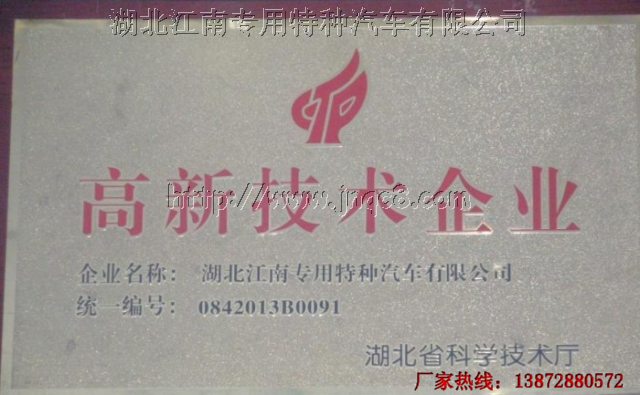 湖北江南专用特种汽车有限公司
高新技术企业
http://www.jnqc8.com
企业名称： 湖北江南专用特种汽车有限公司
统一编号： 0842013B0091
湖北省科学技术厅
厂家热线：13872880572